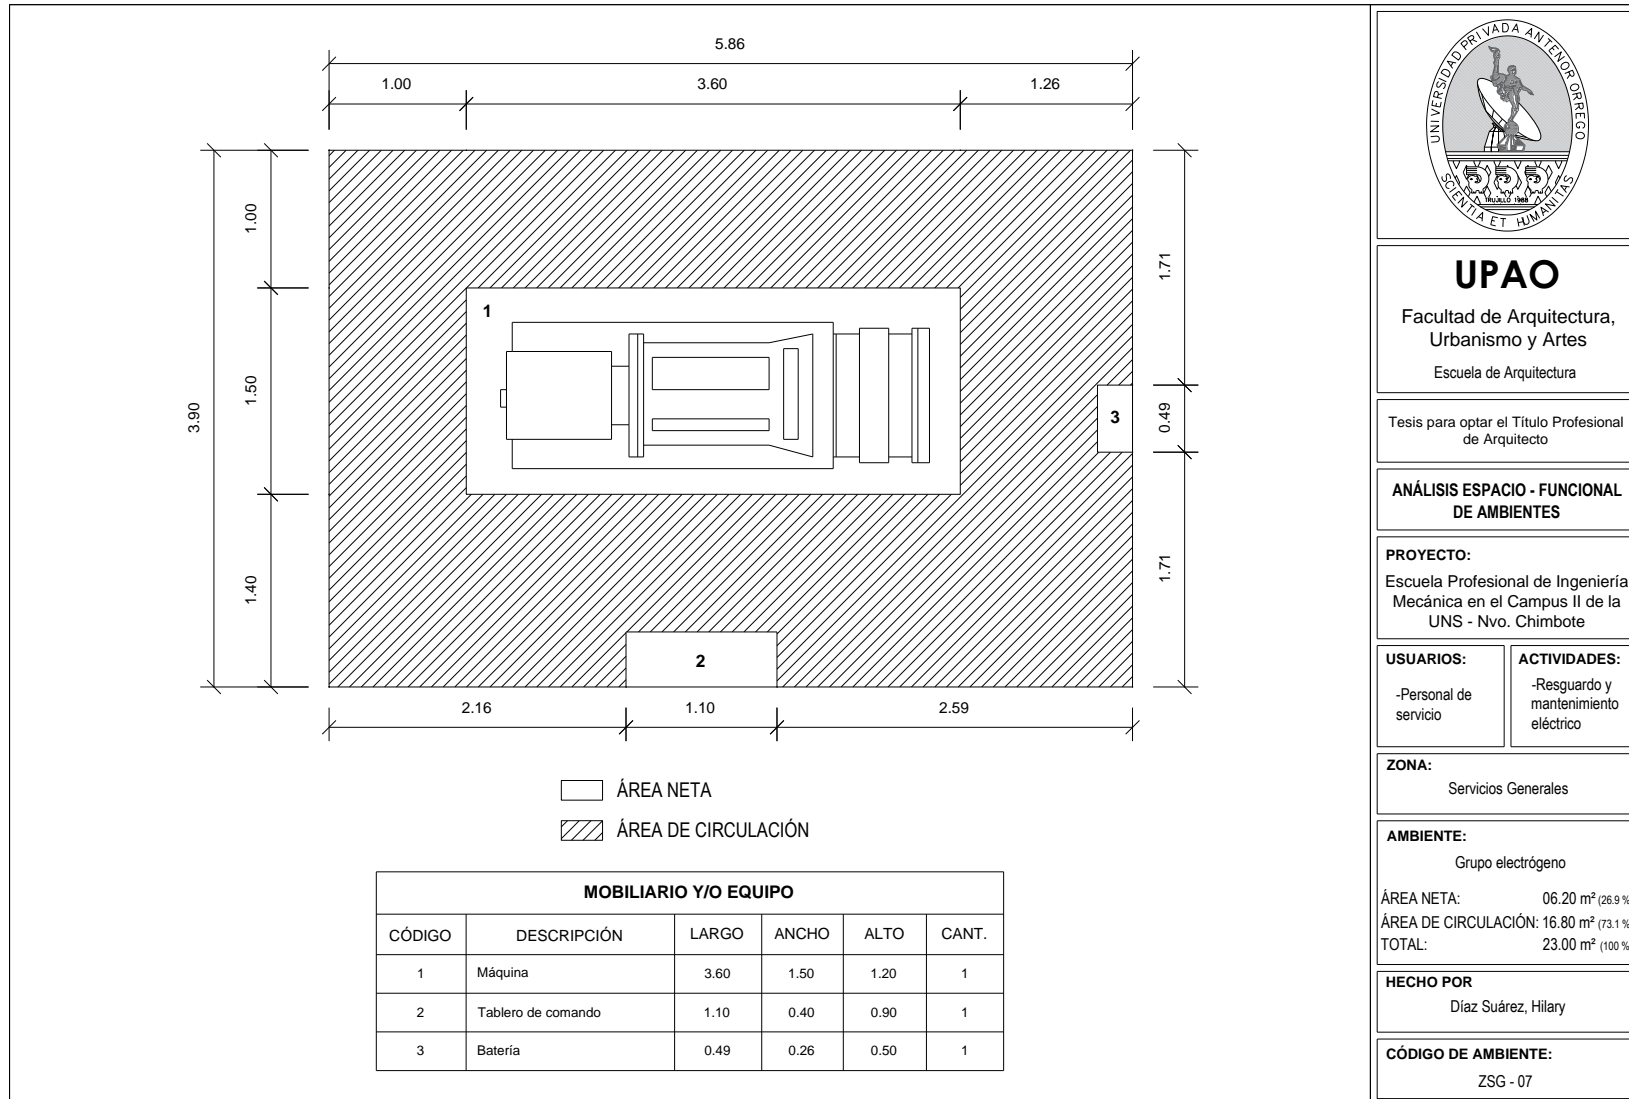 5.86
1.00
3.60
1.26
1.00
1.50
3.90
1.40
1.71
0.49
1.71
1
3
2
2.16
1.10
2.59
ÁREA NETA
ÁREA DE CIRCULACIÓN
MOBILIARIO Y/O EQUIPO
CÓDIGO DESCRIPCIÓN LARGO ANCHO ALTO CANT.
1 Máquina 3.60 1.50 1.20 1
2 Tablero de comando 1.10 0.40 0.90 1
3 Batería 0.49 0.26 0.50 1
UNIVERSIDAD PRIVADA ANTENOR ORREGO
TRUJILLO 1988
SCIENTIA ET HUMANITAS
UPAO
Facultad de Arquitectura,
Urbanismo y Artes
Escuela de Arquitectura
Tesis para optar el Título Profesional
de Arquitecto
ANÁLISIS ESPACIO - FUNCIONAL
DE AMBIENTES
PROYECTO:
Escuela Profesional de Ingeniería
Mecánica en el Campus II de la
UNS - Nvo. Chimbote
USUARIOS:
-Personal de
servicio
ACTIVIDADES:
-Resguardo y
mantenimiento
eléctrico
ZONA:
Servicios Generales
AMBIENTE:
Grupo electrógeno
ÁREA NETA: 06.20 m² (26.9 %
ÁREA DE CIRCULACIÓN: 16.80 m² (73.1 %
TOTAL: 23.00 m² (100 %
HECHO POR
Díaz Suárez, Hilary
CÓDIGO DE AMBIENTE:
ZSG - 07